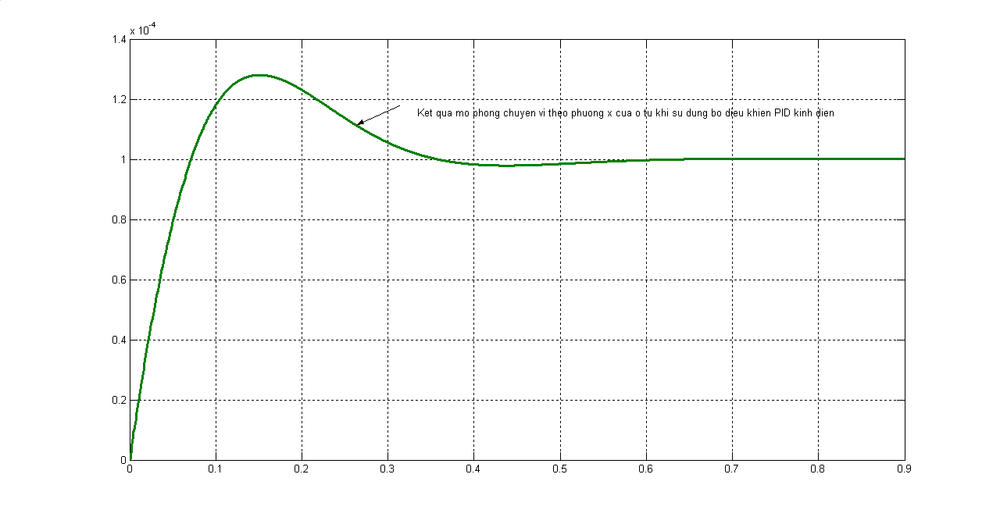 x 10-4
1.4
1.2
Ket qua mo phong chuyen vi theo phuong x cua o tu khi su dung bo dieu khien PID kinh dien
1
0.8
0.6
0.4
0.2
0
0 0.1 0.2 0.3 0.4 0.5 0.6 0.7 0.8 0.9